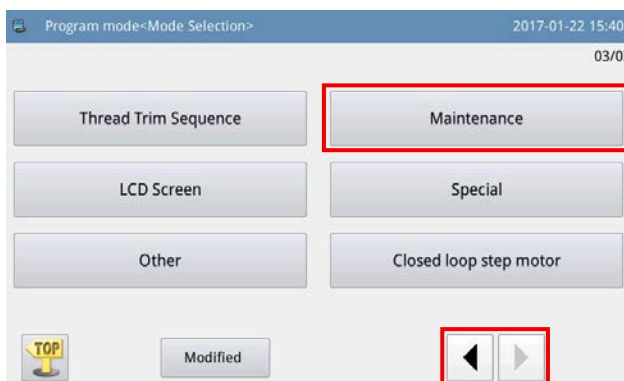 Program mode<Mode Selection> 2017-01-22 15:40
03/0
Thread Trim Sequence Maintenance
LCD Screen Special
Other Closed loop step motor
TOP Modified